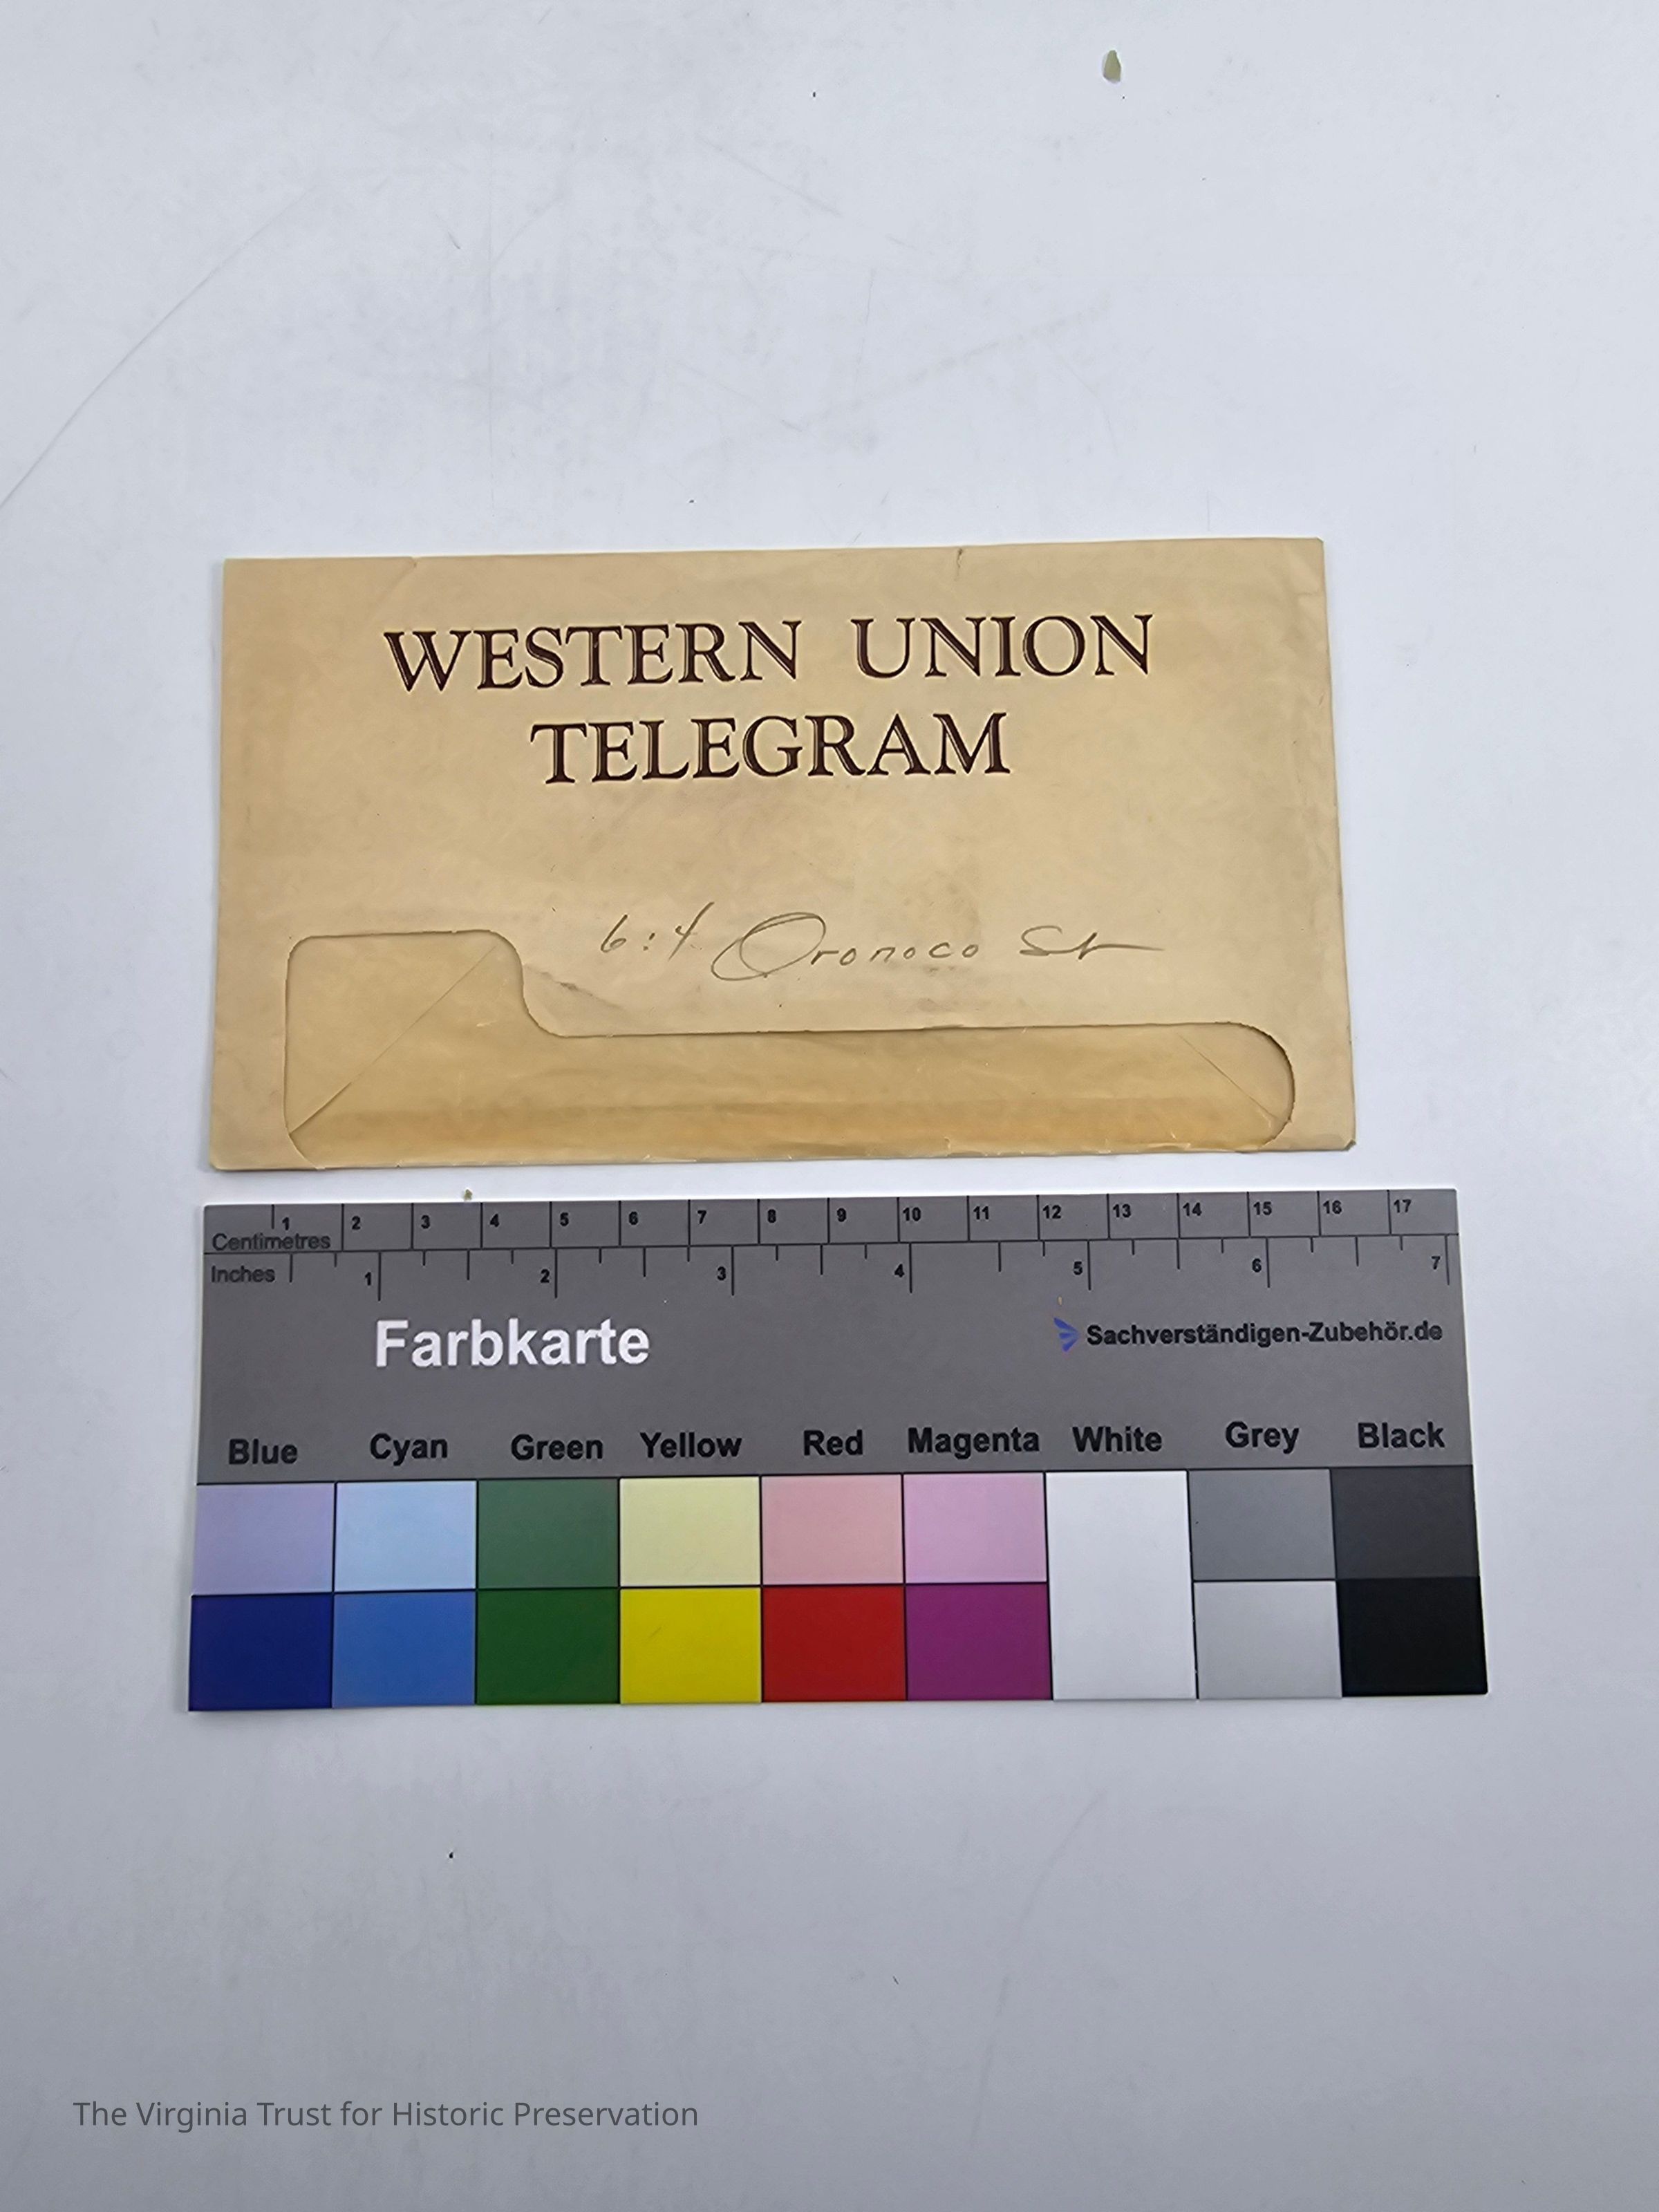 WESTERN UNION
TELEGRAM
6:4 Oronoco St
1 2 3 4 5 6 7 8 9 10 11 12 13 14 15 16 17
Centimetres
Inches 1 2 3 4 5 6 7
Farbkarte
Sachverständigen-Zubehör.de
Blue Cyan Green Yellow Red Magenta White Grey Black
The Virginia Trust for Historic Preservation